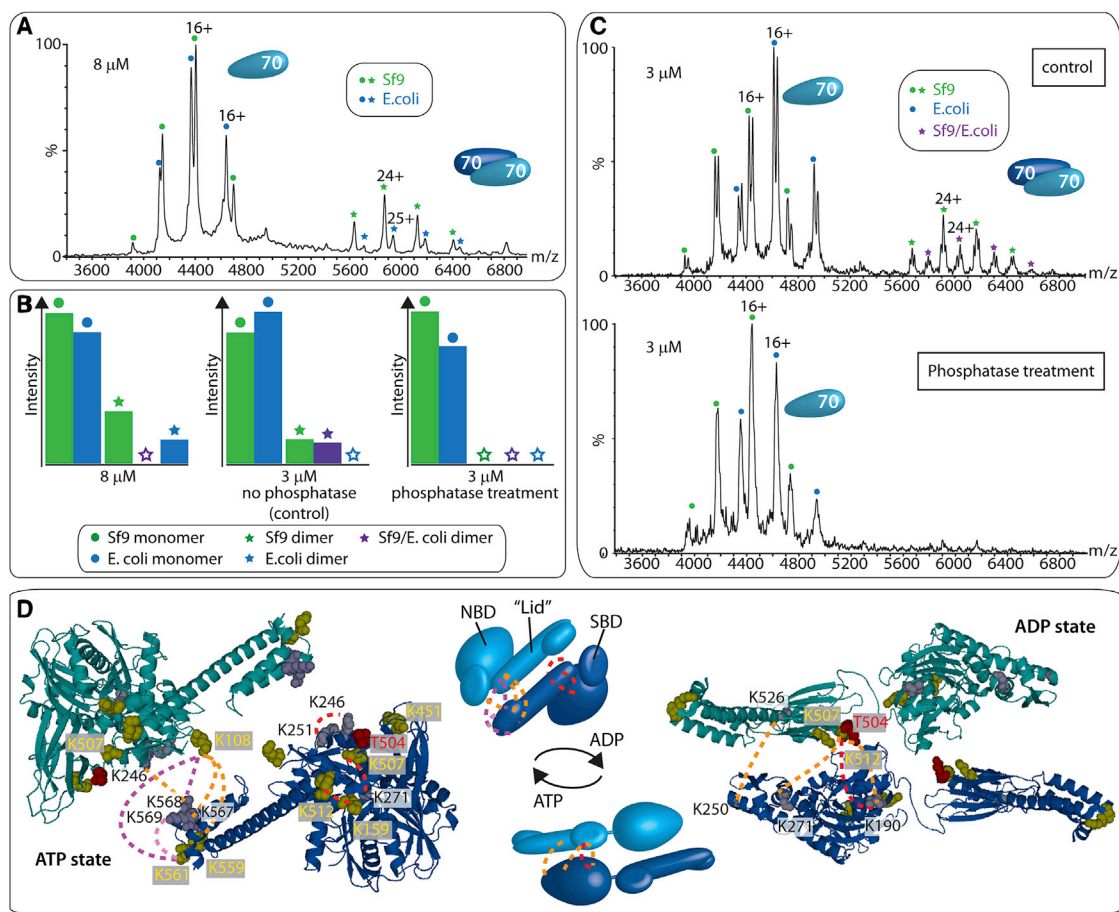 A
100
8 µM
%
16+
70
Sf9
E.coli
16+
70
70
24+
25+
3600
4000
4400
4800
5200
5600
6000
6400
6800
m/z
B
Intensity
8 µM
Intensity
3 µM
no phosphatase
(control)
Intensity
3 µM
phosphatase treatment
Sf9 monomer
Sf9 dimer
Sf9/E. coli dimer
E. coli monomer
E.coli dimer
C
100
3 µM
%
0
16+
16+
70
control
Sf9
E.coli
Sf9/E.coli
70
70
24+
24+
3600
4000
4400
4800
5200
5600
6000
6400
6800
m/z
100
3 µM
%
0
16+
16+
70
Phosphatase treatment
3600
4000
4400
4800
5200
5600
6000
6400
6800
m/z
D
K507
K246
K108
K568
K569
K567
K561
K559
ATP state
K246
K251
K451
T504
K507
K512
K271
K159
NBD
“Lid”
SBD
ADP
ATP
ADP state
K526
K507
T504
K512
K250
K271
K190